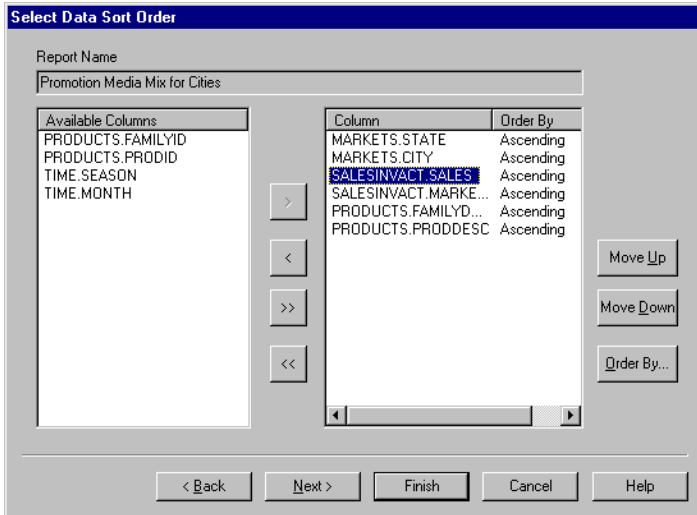 Select Data Sort Order
Report Name
Promotion Media Mix for Cities
Available Columns
PRODUCTS.FAMILYID
PRODUCTS.PRODID
TIME.SEASON
TIME.MONTH
>
<
>>
<<
Column Order By
MARKETS.STATE Ascending
MARKETS.CITY Ascending
SALESINVACT.SALES Ascending
SALESINVACT.MARKE... Ascending
PRODUCTS.FAMILYD... Ascending
PRODUCTS.PRODDESC Ascending
Move Up
Move Down
Order By...
< Back Next > Finish Cancel Help